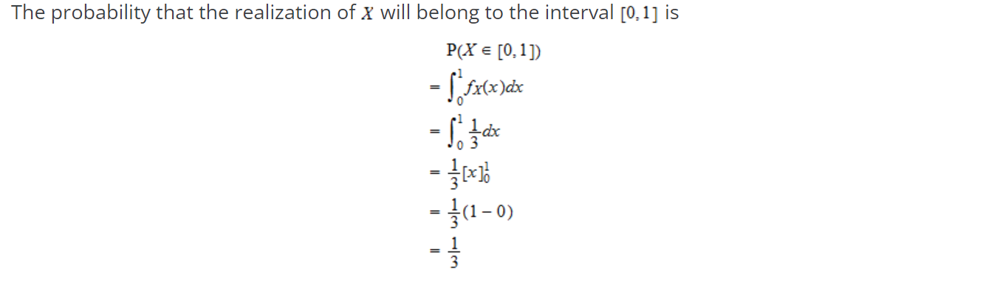 The probability that the realization of X will belong to the interval [0, 1] is
P(X ∈ [0, 1])
= ∫₀¹ fx(x)dx
= ∫₀¹ 1/3 dx
= 1/3 [x]₀¹
= 1/3 (1 − 0)
= 1/3